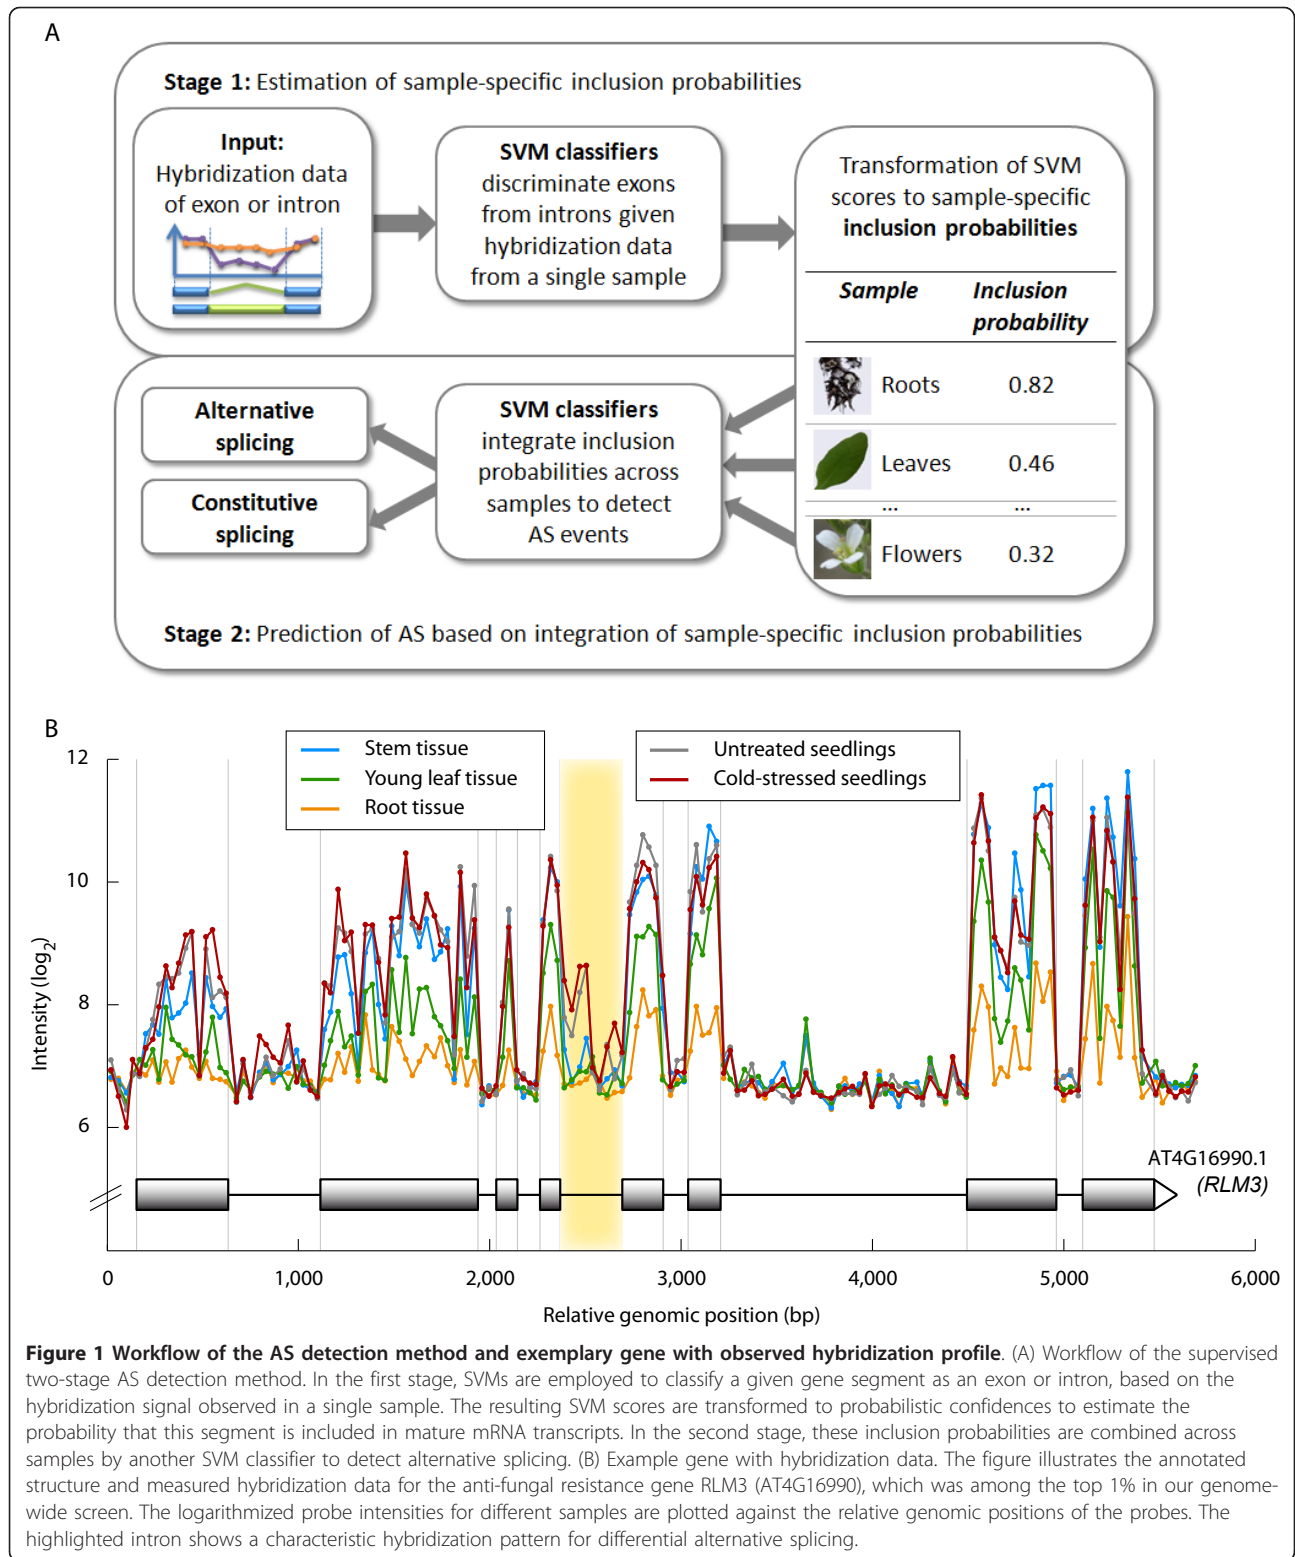 A
Stage 1: Estimation of sample-specific inclusion probabilities
Input:
Hybridization data
of exon or intron
SVM classifiers
discriminate exons
from introns given
hybridization data
from a single sample
Transformation of SVM
scores to sample-specific
inclusion probabilities
Sample Inclusion probability
Roots 0.82
Leaves 0.46
... ...
Flowers 0.32
SVM classifiers
integrate inclusion
probabilities across
samples to detect
AS events
Alternative
splicing
Constitutive
splicing
Stage 2: Prediction of AS based on integration of sample-specific inclusion probabilities
B
Stem tissue
Young leaf tissue
Root tissue
Untreated seedlings
Cold-stressed seedlings
12
10
8
6
Intensity (log2)
AT4G16990.1
(RLM3)
0 1,000 2,000 3,000 4,000 5,000 6,000
Relative genomic position (bp)
Figure 1 Workflow of the AS detection method and exemplary gene with observed hybridization profile. (A) Workflow of the supervised
two-stage AS detection method. In the first stage, SVMs are employed to classify a given gene segment as an exon or intron, based on the
hybridization signal observed in a single sample. The resulting SVM scores are transformed to probabilistic confidences to estimate the
probability that this segment is included in mature mRNA transcripts. In the second stage, these inclusion probabilities are combined across
samples by another SVM classifier to detect alternative splicing. (B) Example gene with hybridization data. The figure illustrates the annotated
structure and measured hybridization data for the anti-fungal resistance gene RLM3 (AT4G16990), which was among the top 1% in our genome-
wide screen. The logarithmized probe intensities for different samples are plotted against the relative genomic positions of the probes. The
highlighted intron shows a characteristic hybridization pattern for differential alternative splicing.